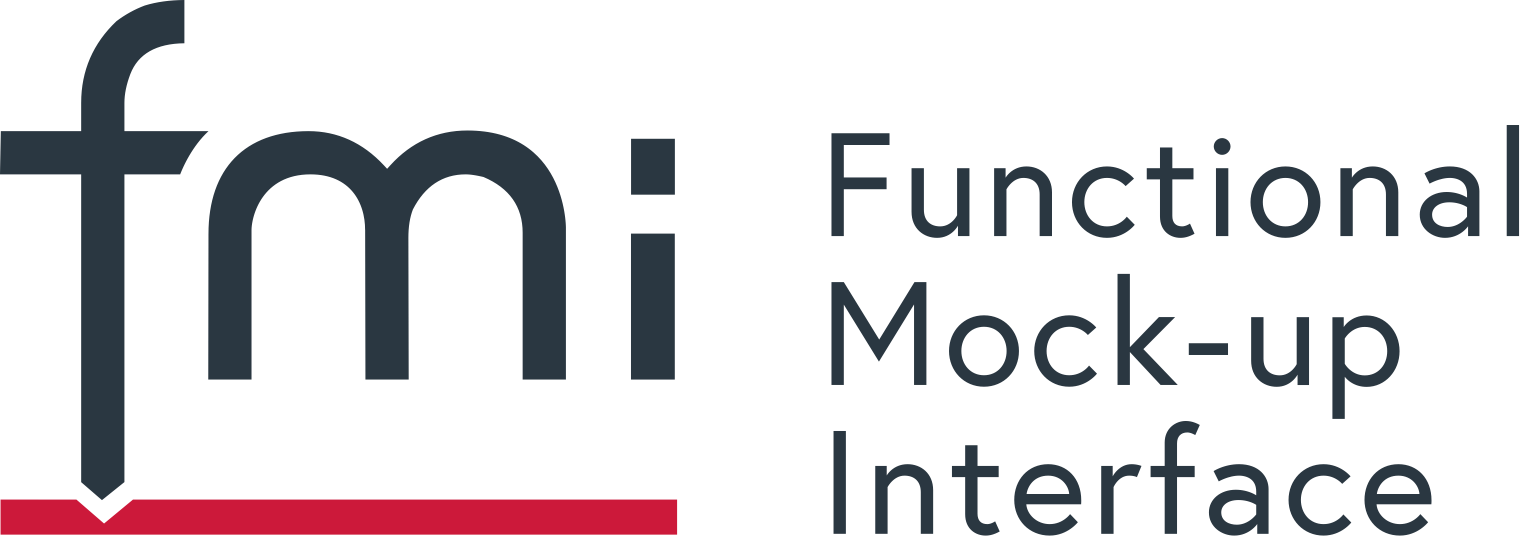 fmi
Functional
Mock-up
Interface